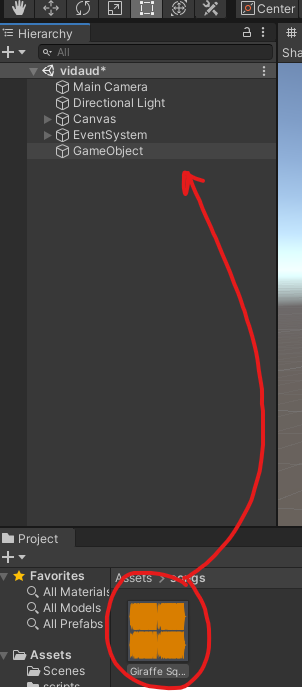 Center
Hierarchy
All
Sha
vidaud*
Main Camera
Directional Light
Canvas
EventSystem
GameObject
Project
Favorites
All Materials
All Models
All Prefabs
Assets
Scenes
scripts
Assets > songs
Giraffe Sq...